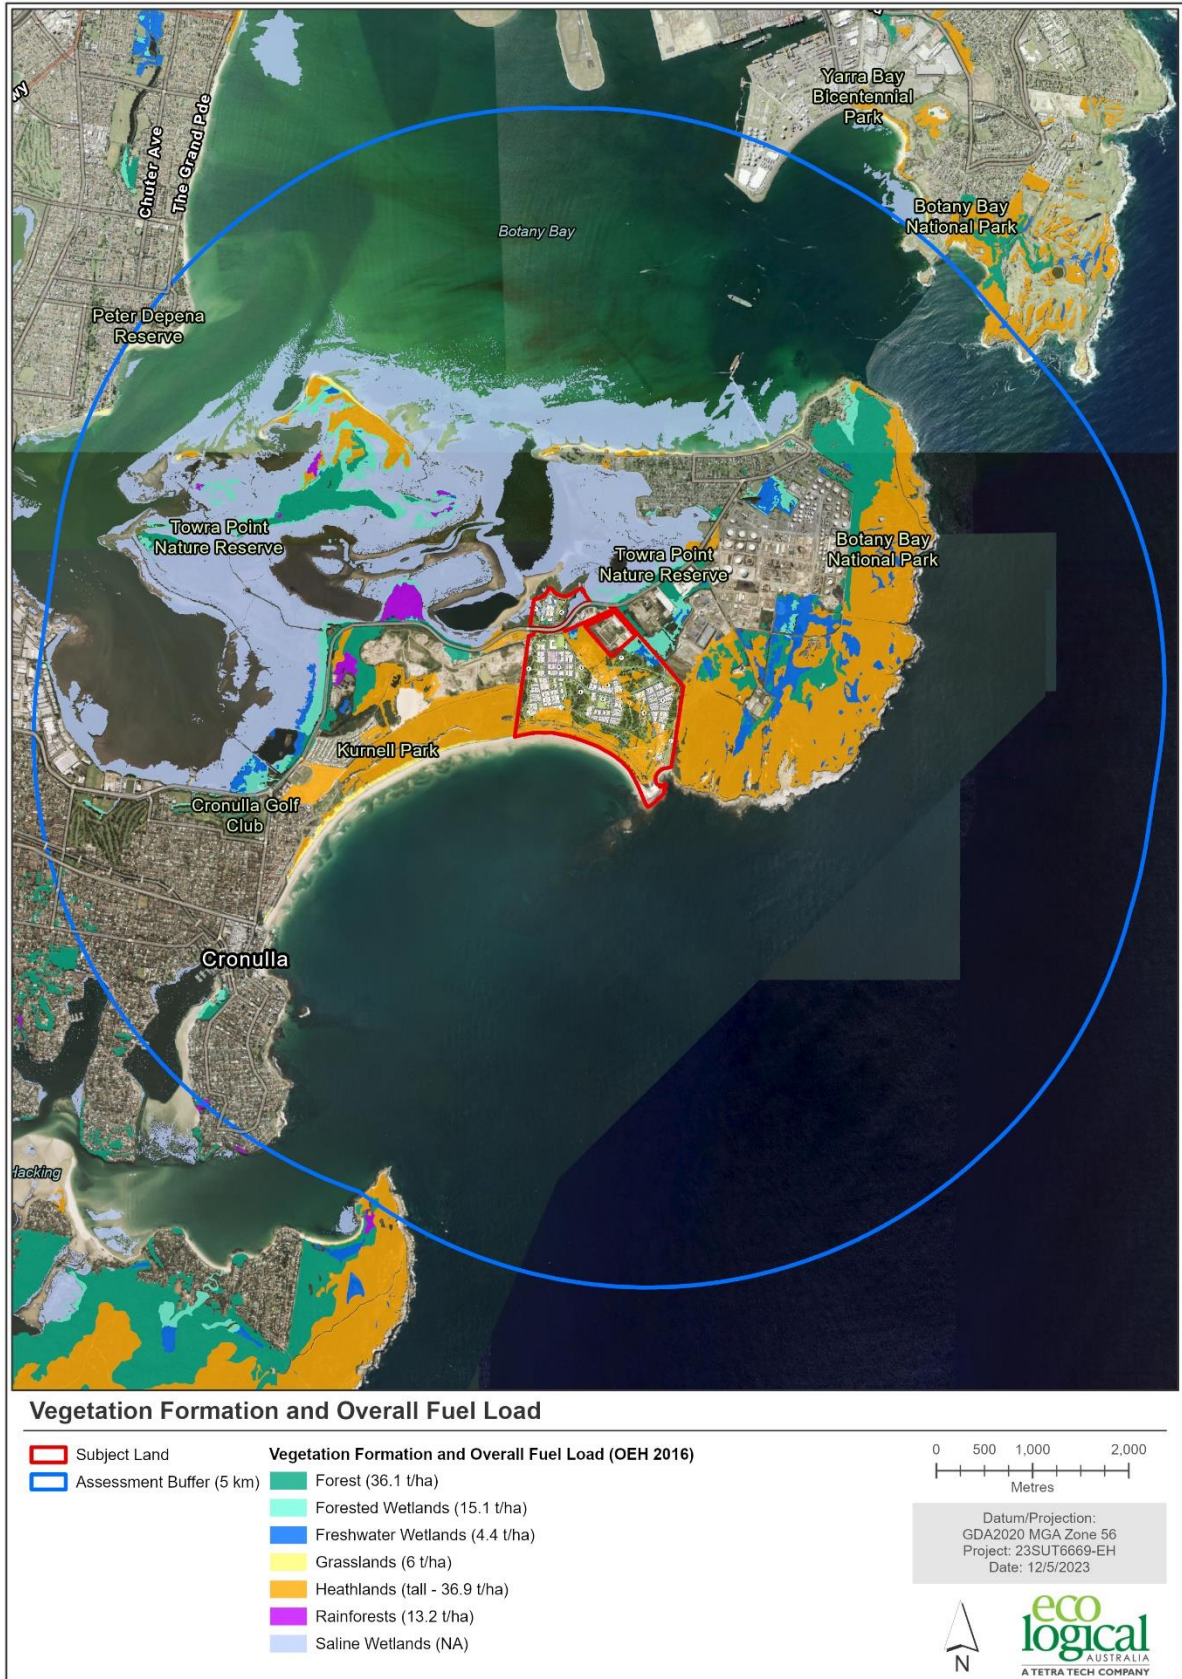 Yarra Bay
Bicentennial
Park
Chuter Ave
The Grand Pde
Botany Bay
National Park
Botany Bay
Peter Depena
Reserve
Towra Point
Nature Reserve
Towra Point
Nature Reserve
Botany Bay
National Park
Kurnell Park
Cronulla Golf
Club
Cronulla
Hacking
Vegetation Formation and Overall Fuel Load
Subject Land
Assessment Buffer (5 km)
Vegetation Formation and Overall Fuel Load (OEH 2016)
Forest (36.1 t/ha)
Forested Wetlands (15.1 t/ha)
Freshwater Wetlands (4.4 t/ha)
Grasslands (6 t/ha)
Heathlands (tall - 36.9 t/ha)
Rainforests (13.2 t/ha)
Saline Wetlands (NA)
0 500 1,000 2,000
Metres
Datum/Projection:
GDA2020 MGA Zone 56
Project: 23SUT6669-EH
Date: 12/5/2023
N
eco
logical
AUSTRALIA
A TETRA TECH COMPANY